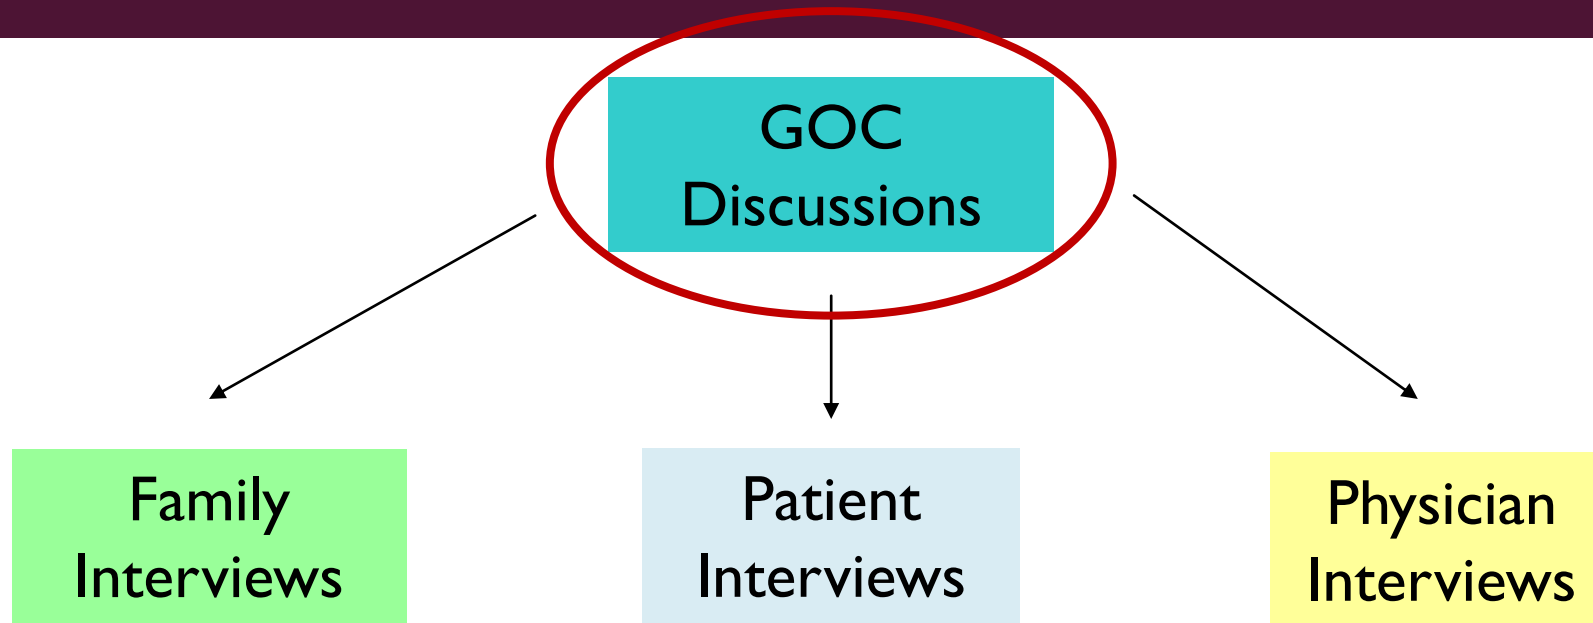 GOC
Discussions
Family
Interviews
Patient
Interviews
Physician
Interviews